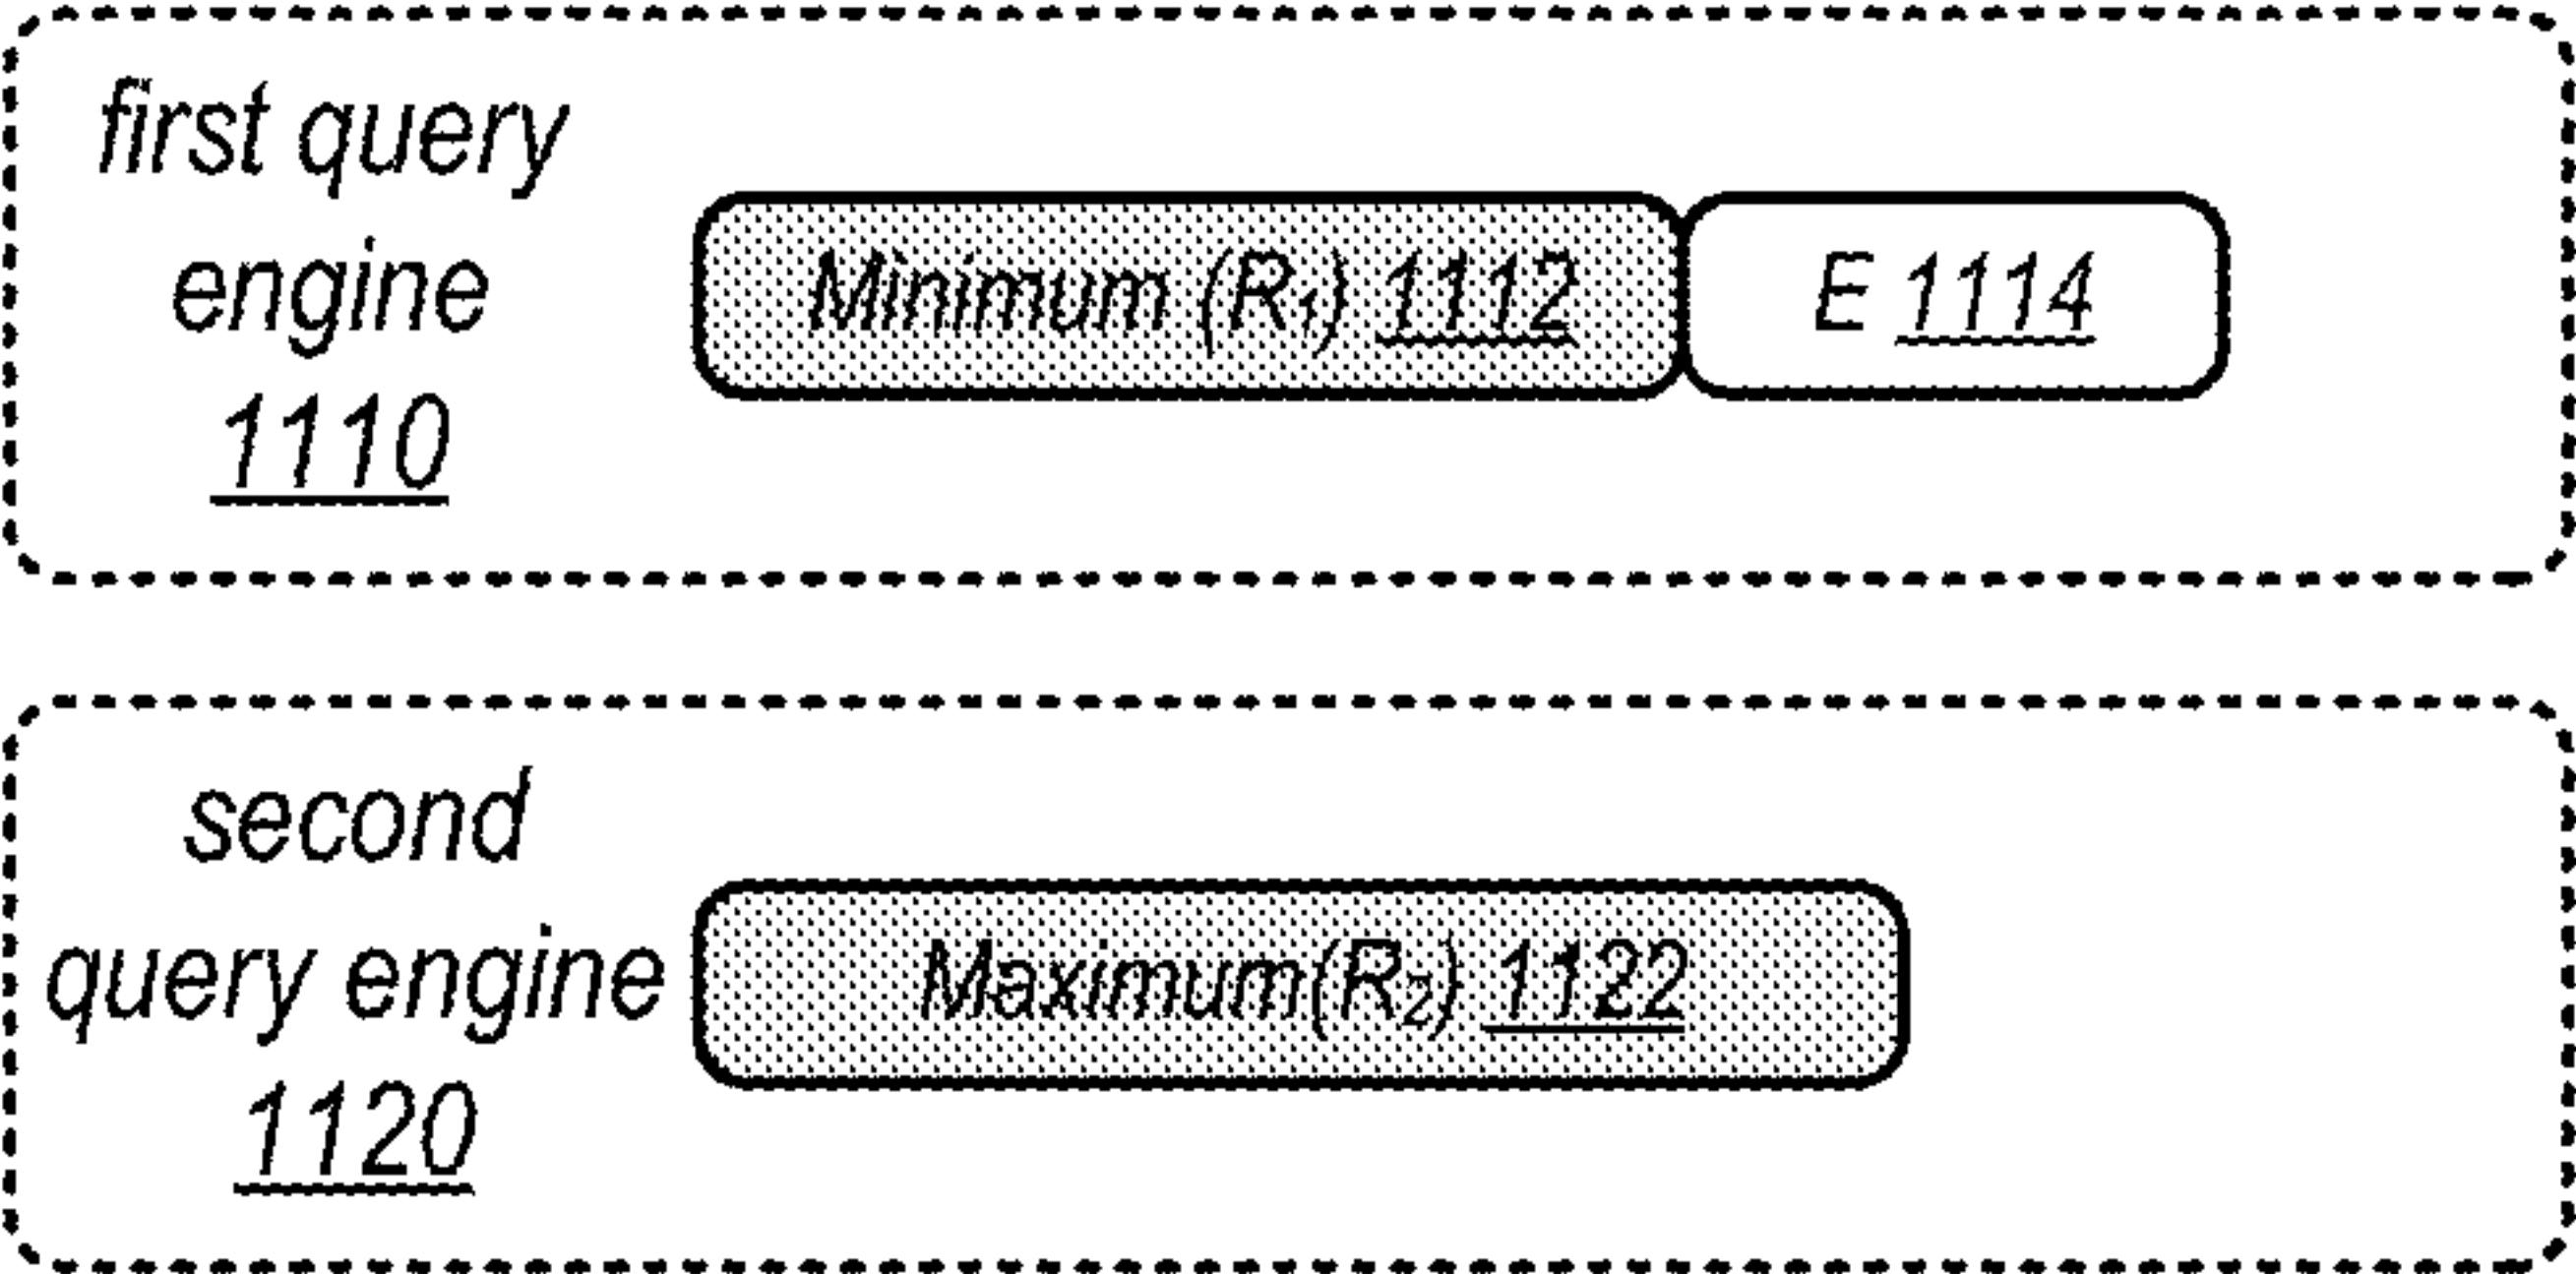 first query
engine
1110
Minimum (R₁) 1112
E 1114
second
query engine
1120
Maximum(R₂) 1122